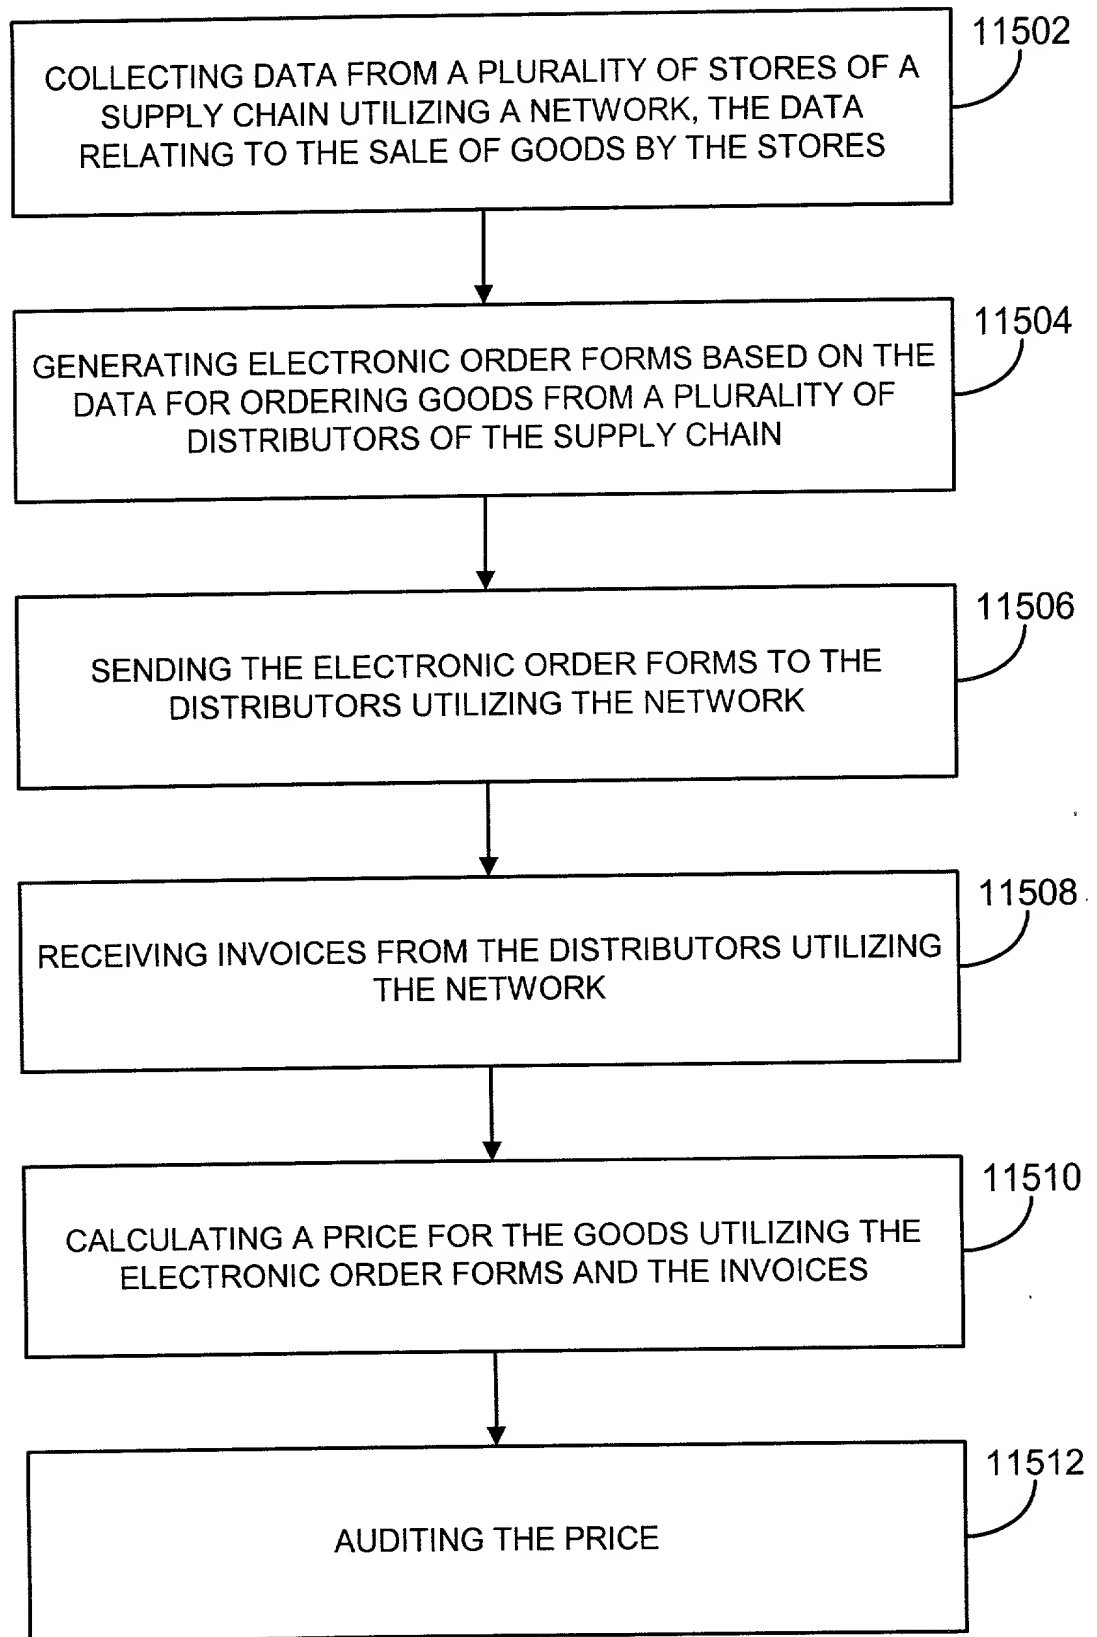 11502
COLLECTING DATA FROM A PLURALITY OF STORES OF A
SUPPLY CHAIN UTILIZING A NETWORK, THE DATA
RELATING TO THE SALE OF GOODS BY THE STORES
11504
GENERATING ELECTRONIC ORDER FORMS BASED ON THE
DATA FOR ORDERING GOODS FROM A PLURALITY OF
DISTRIBUTORS OF THE SUPPLY CHAIN
11506
SENDING THE ELECTRONIC ORDER FORMS TO THE
DISTRIBUTORS UTILIZING THE NETWORK
11508
RECEIVING INVOICES FROM THE DISTRIBUTORS UTILIZING
THE NETWORK
11510
CALCULATING A PRICE FOR THE GOODS UTILIZING THE
ELECTRONIC ORDER FORMS AND THE INVOICES
11512
AUDITING THE PRICE